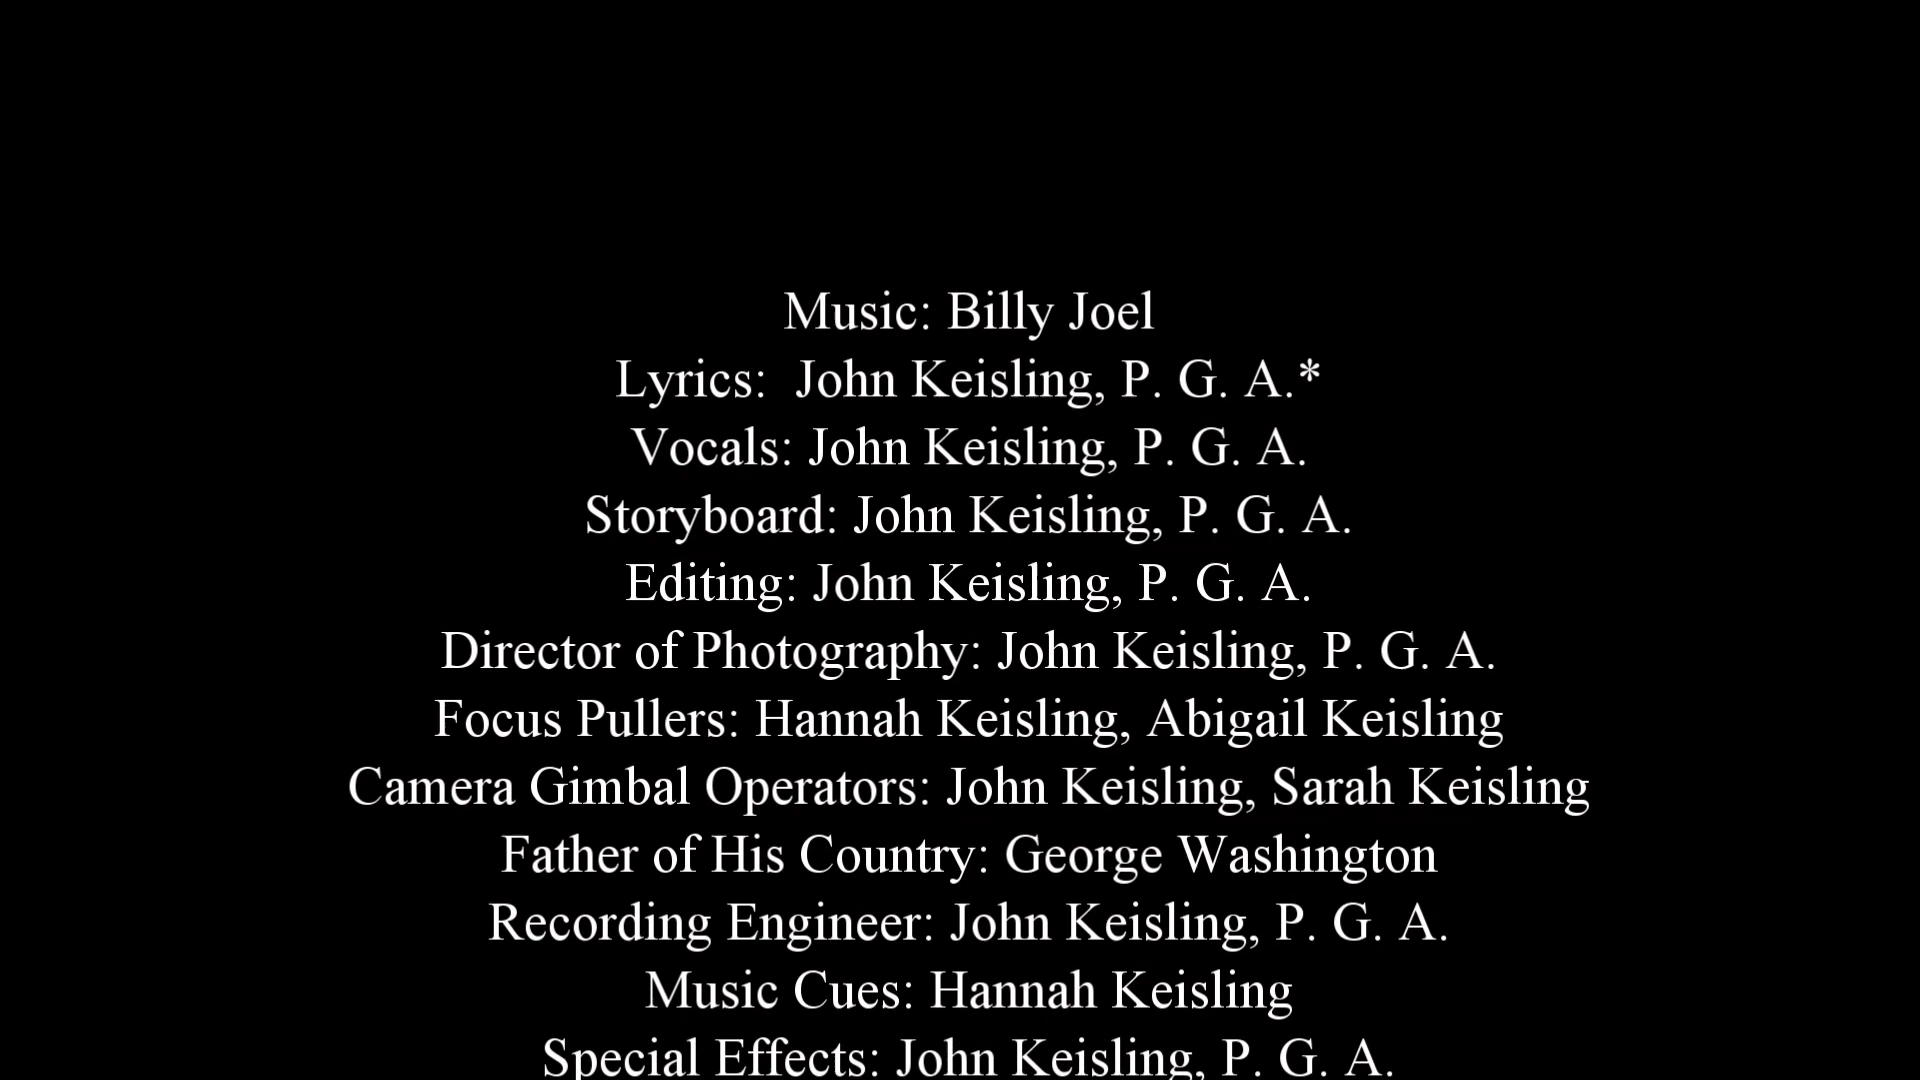 Music: Billy Joel
Lyrics:  John Keisling, P. G. A.*
Vocals: John Keisling, P. G. A.
Storyboard: John Keisling, P. G. A.
Editing: John Keisling, P. G. A.
Director of Photography: John Keisling, P. G. A.
Focus Pullers: Hannah Keisling, Abigail Keisling
Camera Gimbal Operators: John Keisling, Sarah Keisling
Father of His Country: George Washington
Recording Engineer: John Keisling, P. G. A.
Music Cues: Hannah Keisling
Special Effects: John Keisling, P. G. A.